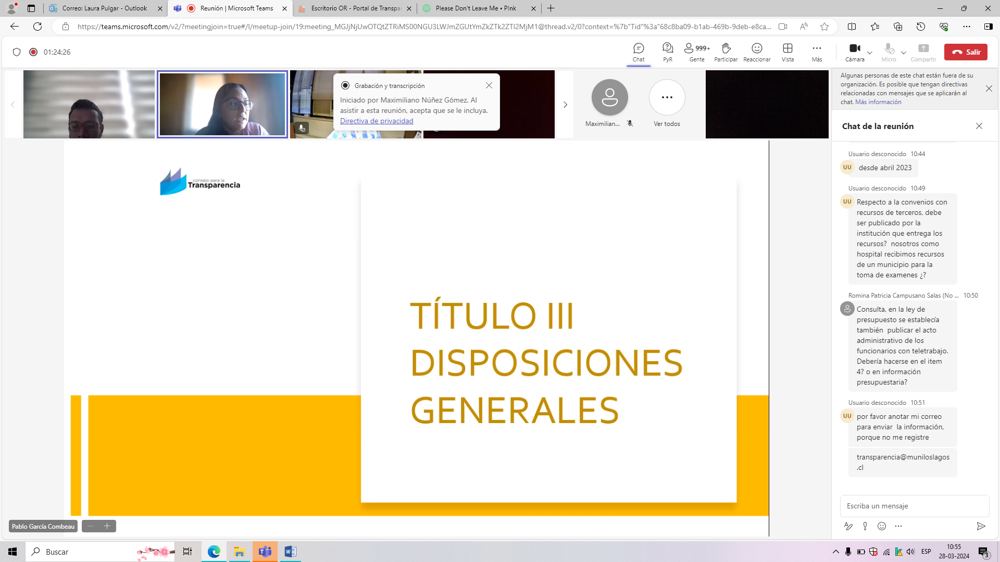 Correo: Laura Pulgar - Outlook
Reunión | Microsoft Teams
Escritorio OR - Portal de Transpa
Please Don't Leave Me • P!nk
https://teams.microsoft.com/v2/?meetingjoin=true#/l/meetup-join/19:meeting_MGJjNjUwOTQtZTRiMS00NGU3LWJmZGUtYmZkZTk2ZTI2MjM1@thread.v2/0?context=%7b"Tid"%3a"68c8ba09-b1ab-469b-9deb-e8ca...
01:24:26
Chat
PyR
999+
Gente
Participar
Reaccionar
Vista
Más
Cámara
Micro
Compartir
Salir
Grabación y transcripción
Iniciado por Maximiliano Núñez Gómez. Al
asistir a esta reunión, acepta que se le incluya.
Directiva de privacidad
Maximilian...
Ver todos
Algunas personas de este chat están fuera de su
organización. Es posible que tengan directivas
relacionadas con mensajes que se aplicarán al
chat. Más información
Chat de la reunión
Usuario desconocido 10:44
UU
desde abril 2023
Usuario desconocido 10:49
UU
Respecto a la convenios con
recursos de terceros, debe
ser publicado por la
institución que entrega los
recursos? nosotros como
hospital recibimos recursos
de un municipio para la
toma de examenes ¿?
Romina Patricia Campusano Salas (No ... 10:50
Consulta, en la ley de
presupuesto se establecía
también publicar el acto
administrativo de los
funcionarios con teletrabajo.
Debería hacerse en el item
4? o en información
presupuestaria?
Usuario desconocido 10:51
UU
por favor anotar mi correo
para enviar la información,
porque no me registre
transparencia@muniloslagos
.cl
Escriba un mensaje
consejo para la
Transparencia
TÍTULO III
DISPOSICIONES
GENERALES
Pablo García Combeau
Buscar
ESP
10:55
28-03-2024
3